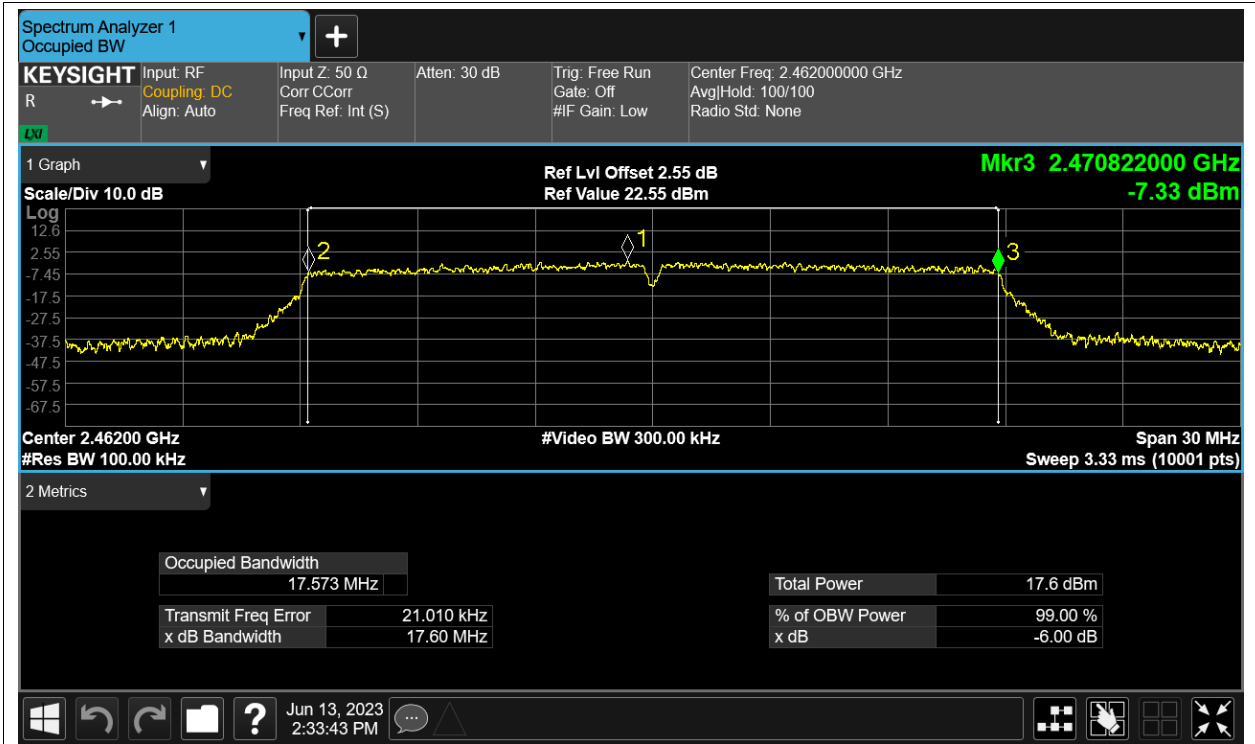 Spectrum Analyzer 1
Occupied BW
KEYSIGHT
R
LXI
Input: RF
Coupling: DC
Align: Auto
Input Z: 50 Ω
Corr CCorr
Freq Ref: Int (S)
Atten: 30 dB
Trig: Free Run
Gate: Off
#IF Gain: Low
Center Freq: 2.462000000 GHz
Avg|Hold: 100/100
Radio Std: None
1 Graph
Scale/Div 10.0 dB
Ref Lvl Offset 2.55 dB
Ref Value 22.55 dBm
Mkr3 2.470822000 GHz
-7.33 dBm
Log
12.6
2.55
-7.45
-17.5
-27.5
-37.5
-47.5
-57.5
-67.5
2
1
3
Center 2.46200 GHz
#Res BW 100.00 kHz
#Video BW 300.00 kHz
Span 30 MHz
Sweep 3.33 ms (10001 pts)
2 Metrics
Occupied Bandwidth
17.573 MHz
Transmit Freq Error 21.010 kHz
x dB Bandwidth 17.60 MHz
Total Power 17.6 dBm
% of OBW Power 99.00 %
x dB -6.00 dB
?
Jun 13, 2023
2:33:43 PM